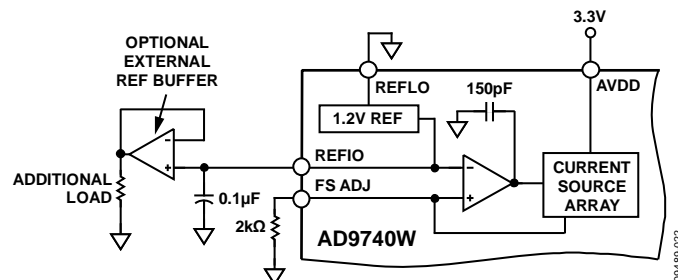 OPTIONAL
EXTERNAL
REF BUFFER
3.3V
REFLO
150pF
AVDD
1.2V REF
–
+
REFIO
–
+
CURRENT
SOURCE
ARRAY
ADDITIONAL
LOAD
0.1µF
FS ADJ
2kΩ
AD9740W